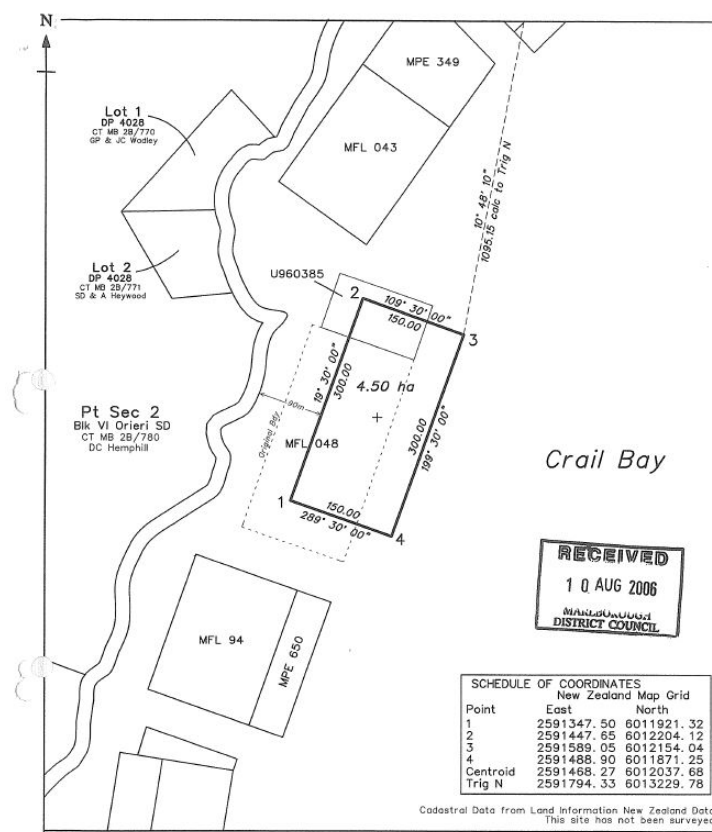 N
MPE 349
Lot 1
DP 4028
CT MB 2B/770
GP & JC Wadley
MFL 043
10° 48' 10"
1095.15 calc to Trig N
Lot 2
DP 4028
CT MB 2B/771
SD & A Heywood
U960385
2
109° 30' 00"
150.00
3
19° 30' 00"
300.00
4.50 ha
90m
Original Bdy
MFL 048
300.00
199° 30' 00"
Pt Sec 2
Blk VI Orieri SD
CT MB 2B/780
DC Hemphill
Crail Bay
1
150.00
289° 30' 00"
4
RECEIVED
10 AUG 2006
MARLBOROUGH
DISTRICT COUNCIL
MFL 94
MPE 650
SCHEDULE OF COORDINATES
New Zealand Map Grid
Point East North
1 2591347.50 6011921.32
2 2591447.65 6012204.12
3 2591589.05 6012154.04
4 2591488.90 6011871.25
Centroid 2591468.27 6012037.68
Trig N 2591794.33 6013229.78
Cadastral Data from Land Information New Zealand Data
This site has not been surveyed